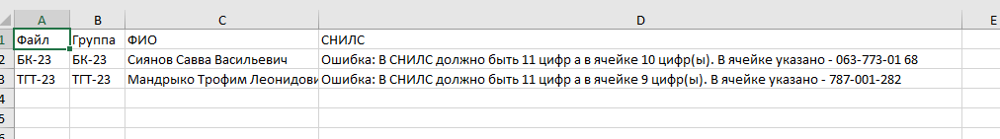 A B C D E
1 Файл Группа ФИО СНИЛС
2 БК-23 БК-23 Сиянов Савва Васильевич Ошибка: В СНИЛС должно быть 11 цифр а в ячейке 10 цифр(ы). В ячейке указано - 063-773-01 68
3 ТГТ-23 ТГТ-23 Мандрыко Трофим Леонидови Ошибка: В СНИЛС должно быть 11 цифр а в ячейке 9 цифр(ы). В ячейке указано - 787-001-282
4
5